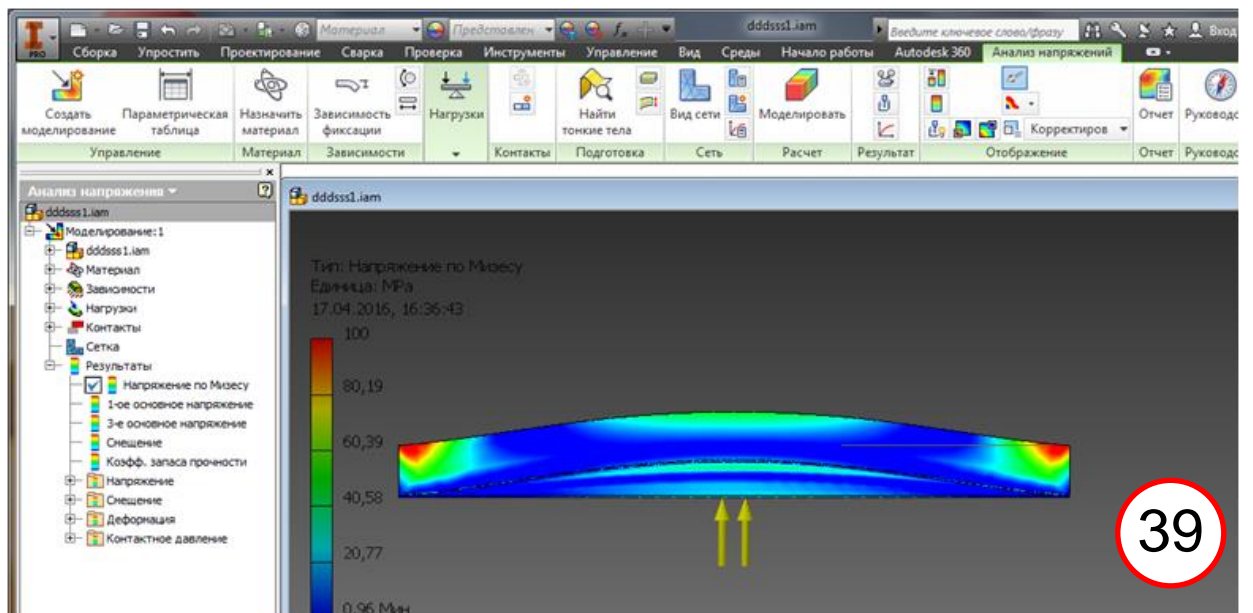 PRO
Материал
Представлен
dddsss1.iam
Введите ключевое слово/фразу
Вход
Сборка Упростить Проектирование Сварка Проверка Инструменты Управление Вид Среды Начало работы Autodesk 360 Анализ напряжений
Создать моделирование
Параметрическая таблица
Назначить материал
Зависимость фиксации
Нагрузки
Найти тонкие тела
Вид сети
Моделировать
Корректиров
Отчет
Руководс
Управление Материал Зависимости Контакты Подготовка Сеть Расчет Результат Отображение Отчет Руководс
Анализ напряжения
dddsss1.iam
Моделирование:1
dddsss1.iam
Материал
Зависимости
Нагрузки
Контакты
Сетка
Результаты
Напряжение по Мизесу
1-ое основное напряжение
3-е основное напряжение
Смещение
Коэфф. запаса прочности
Напряжение
Смещение
Деформация
Контактное давление
dddsss1.iam
Тип: Напряжение по Мизесу
Единица: MPa
17.04.2016, 16:36:43
100
80,19
60,39
40,58
20,77
0,96 Мин
39